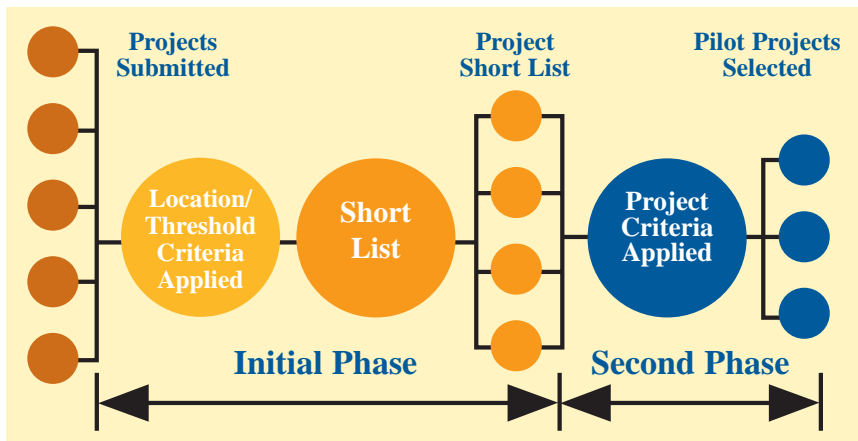 Projects
Submitted
Project
Short List
Pilot Projects
Selected
Location/
Threshold
Criteria
Applied
Short
List
Project
Criteria
Applied
Initial Phase
Second Phase